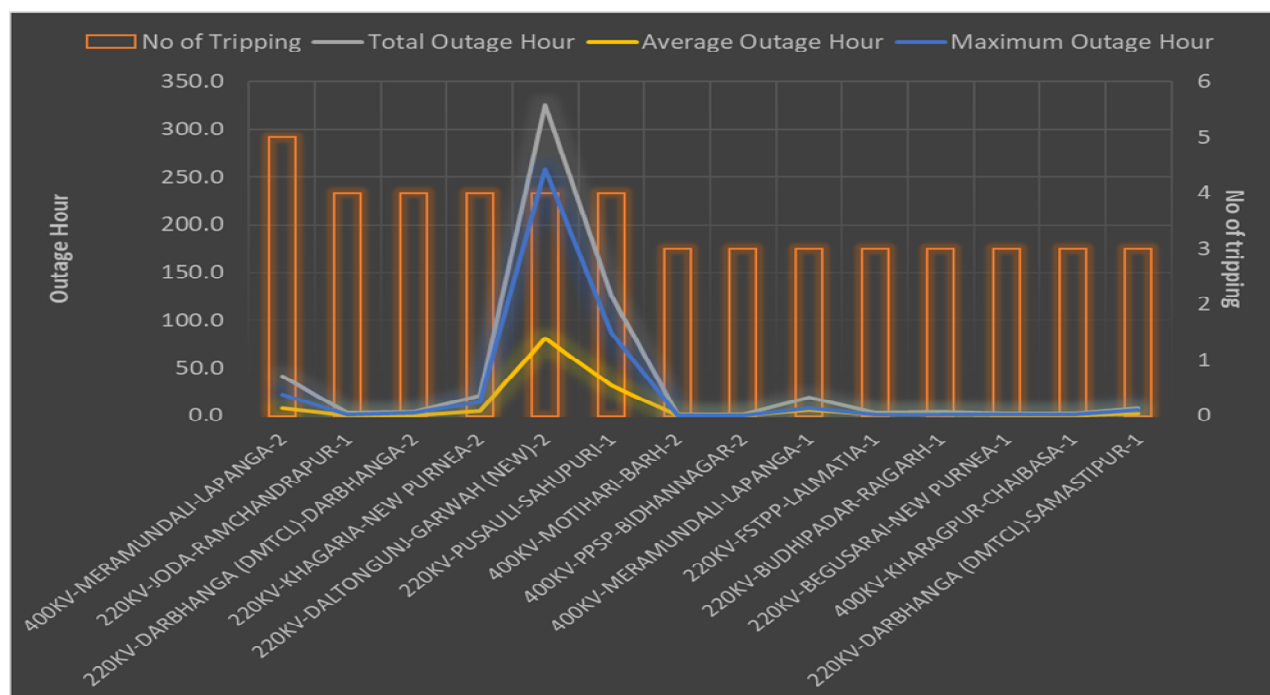 No of Tripping Total Outage Hour Average Outage Hour Maximum Outage Hour
350.0
300.0
250.0
200.0
150.0
100.0
50.0
0.0
Outage Hour
6
5
4
3
2
1
0
No of tripping
400KV-MERAMUNDALI-LAPANGA-2
220KV-JODA-RAMCHANDRAPUR-1
220KV-DARBHANGA (DMTCL)-DARBHANGA-2
220KV-KHAGARIA-NEW PURNEA-2
220KV-DALTONGUNJ-GARWAH (NEW)-2
220KV-PUSAULI-SAHUPURI-1
400KV-MOTIHARI-BARH-2
400KV-PPSP-BIDHANNAGAR-2
400KV-MERAMUNDALI-LAPANGA-1
220KV-FSTPP-LALMATIA-1
220KV-BUDHIPADAR-RAIGARH-1
220KV-BEGUSARAI-NEW PURNEA-1
400KV-KHARAGPUR-CHAIBASA-1
220KV-DARBHANGA (DMTCL)-SAMASTIPUR-1